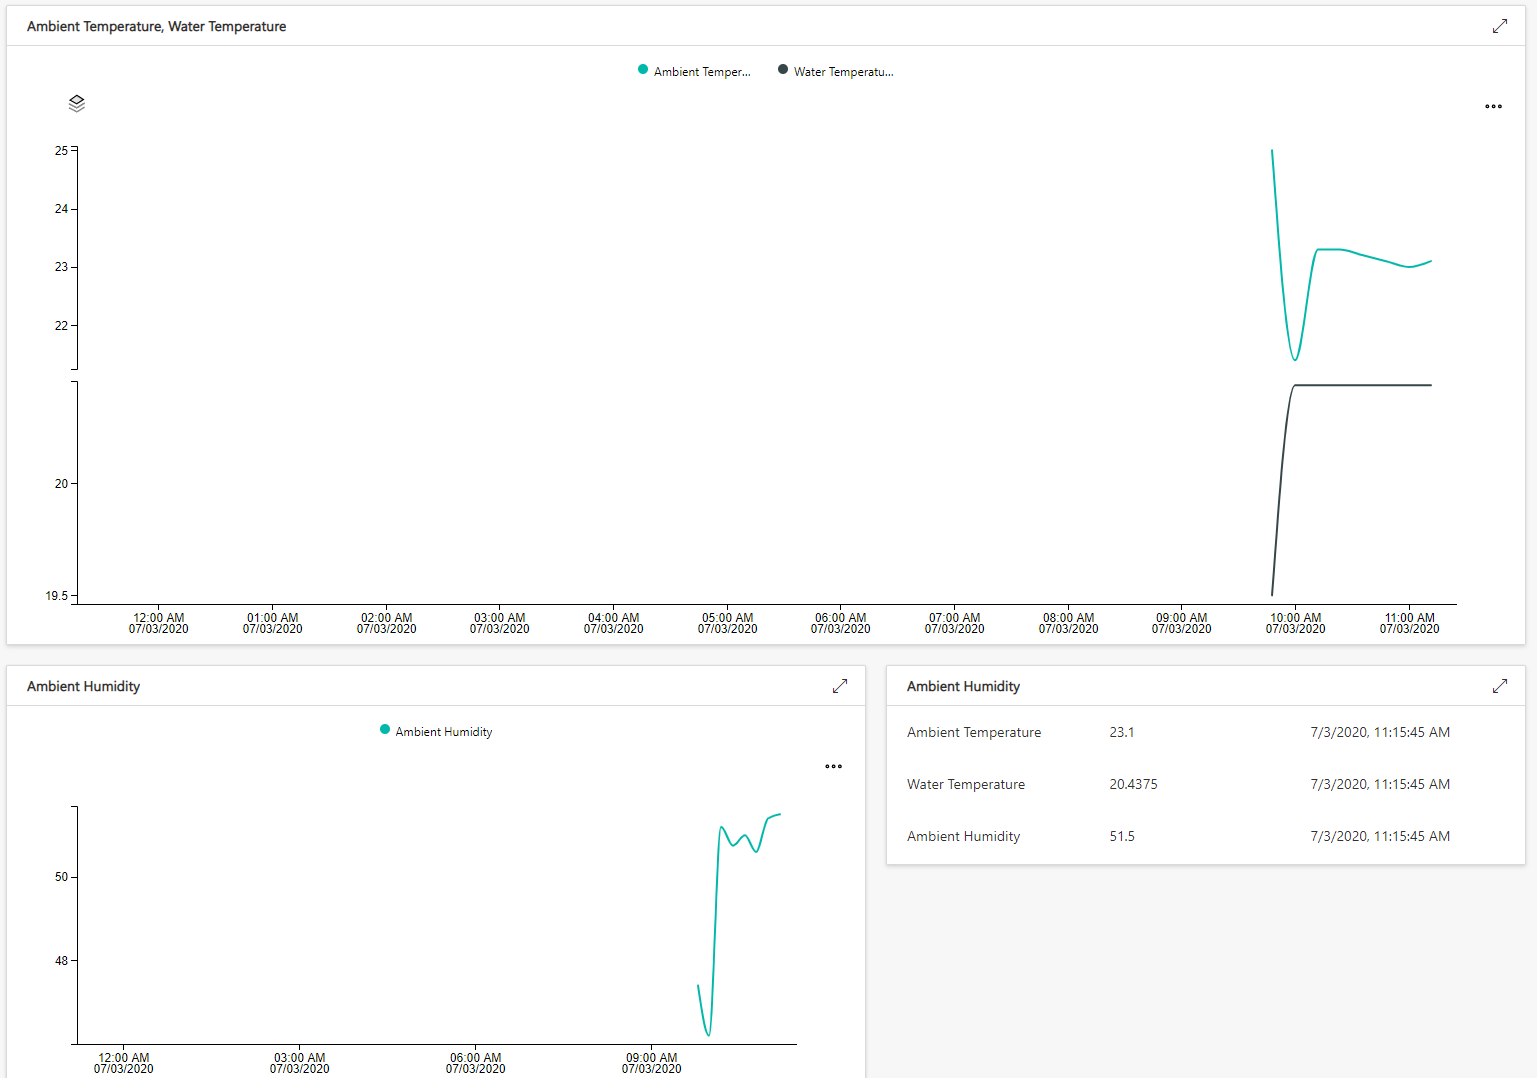 Ambient Temperature, Water Temperature
Ambient Temper...
Water Temperatu...
25
24
23
22
20
19.5
12:00 AM 01:00 AM 02:00 AM 03:00 AM 04:00 AM 05:00 AM 06:00 AM 07:00 AM 08:00 AM 09:00 AM 10:00 AM 11:00 AM
07/03/2020 07/03/2020 07/03/2020 07/03/2020 07/03/2020 07/03/2020 07/03/2020 07/03/2020 07/03/2020 07/03/2020 07/03/2020 07/03/2020
Ambient Humidity
Ambient Humidity
50
48
12:00 AM 03:00 AM 06:00 AM 09:00 AM
07/03/2020 07/03/2020 07/03/2020 07/03/2020
Ambient Humidity
Ambient Temperature 23.1 7/3/2020, 11:15:45 AM
Water Temperature 20.4375 7/3/2020, 11:15:45 AM
Ambient Humidity 51.5 7/3/2020, 11:15:45 AM